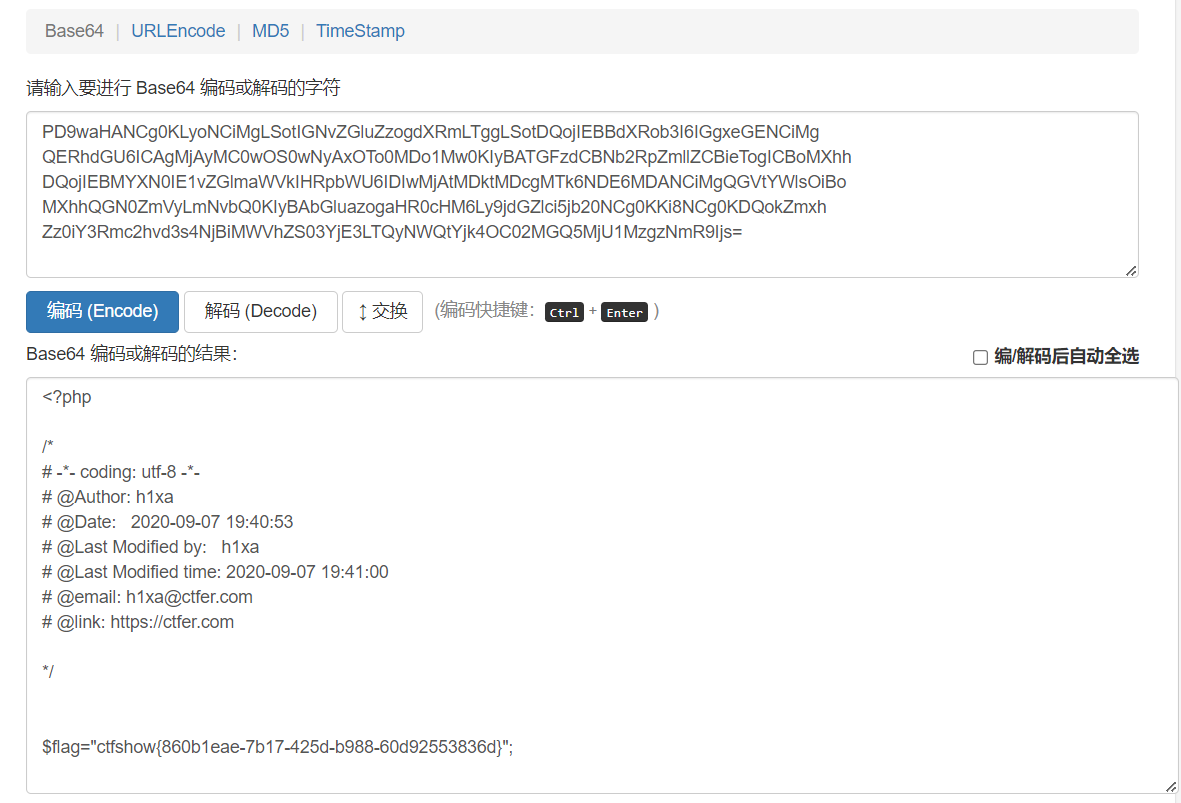 Base64 | URLEncode | MD5 | TimeStamp
请输入要进行 Base64 编码或解码的字符
PD9waHANCg0KLyoNCiMgLSotIGNvZGluZzogdXRmLTggLSotDQojIEBBdXRob3I6IGgxeGENCiMg
QERhdGU6ICAgMjAyMC0wOS0wNyAxOTo0MDo1Mw0KIyBATGFzdCBNb2RpZmllZCBieTogICBoMXhh
DQojIEBMYXN0IE1vZGlmaWVkIHRpbWU6IDIwMjAtMDktMDcgMTk6NDE6MDANCiMgQGVtYWlsOiBo
MXhhQGN0ZmVyLmNvbQ0KIyBAbGluazogaHR0cHM6Ly9jdGZlci5jb20NCg0KKi8NCg0KDQokZmxh
Zz0iY3Rmc2hvd3s4NjBiMWVhZS03YjE3LTQyNWQtYjk4OC02MGQ5MjU1MzgzNmR9Ijs=
编码 (Encode) 解码 (Decode) ↕ 交换 (编码快捷键： Ctrl + Enter )
Base64 编码或解码的结果：
编/解码后自动全选
<?php
/*
# -*- coding: utf-8 -*-
# @Author: h1xa
# @Date:   2020-09-07 19:40:53
# @Last Modified by:   h1xa
# @Last Modified time: 2020-09-07 19:41:00
# @email: h1xa@ctfer.com
# @link: https://ctfer.com
*/
$flag="ctfshow{860b1eae-7b17-425d-b988-60d92553836d}";